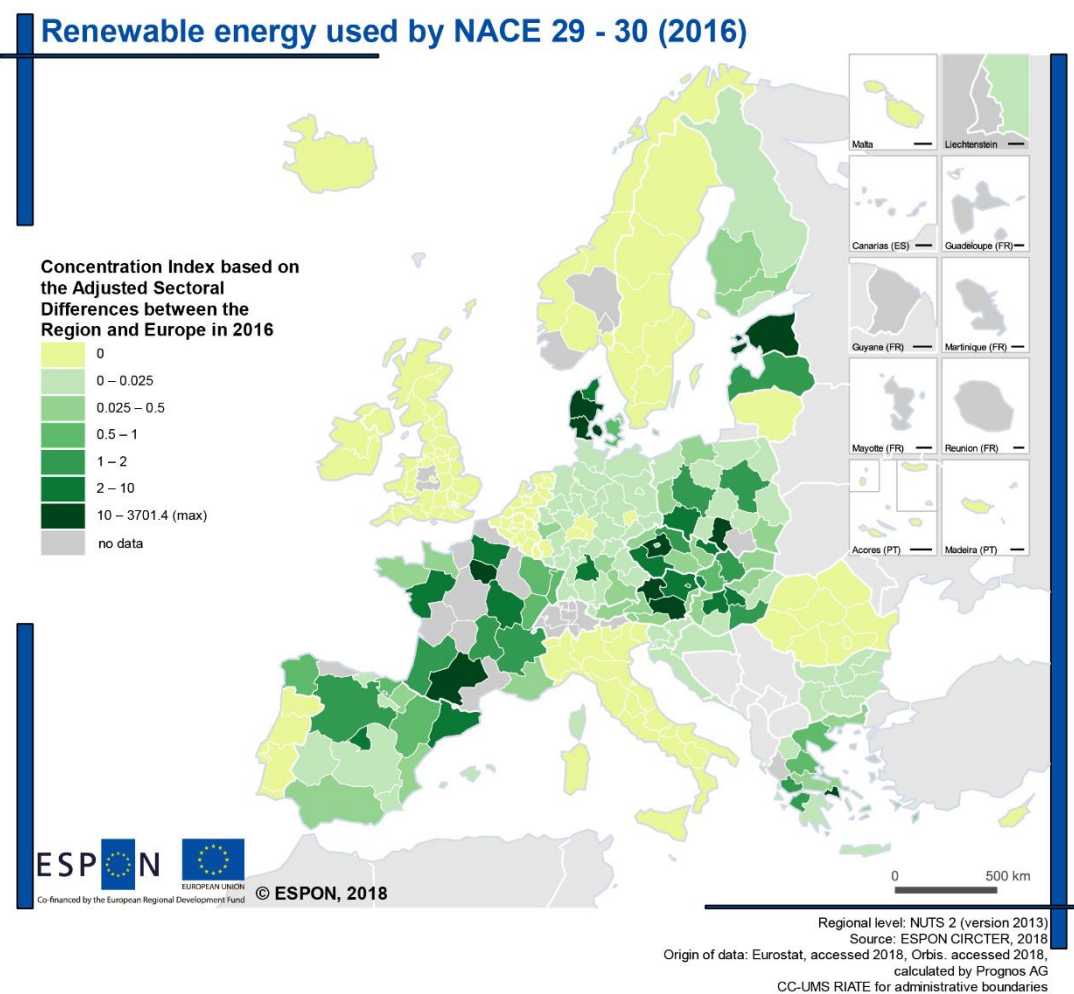 Renewable energy used by NACE 29 - 30 (2016)
Malta
Liechtenstein
Canarias (ES)
Guadeloupe (FR)
Guyane (FR)
Martinique (FR)
Mayotte (FR)
Reunion (FR)
Acores (PT)
Madeira (PT)
Concentration Index based on
the Adjusted Sectoral
Differences between the
Region and Europe in 2016
0
0 – 0.025
0.025 – 0.5
0.5 – 1
1 – 2
2 – 10
10 – 3701.4 (max)
no data
0 500 km
ESPON
EUROPEAN UNION
Co-financed by the European Regional Development Fund
© ESPON, 2018
Regional level: NUTS 2 (version 2013)
Source: ESPON CIRCTER, 2018
Origin of data: Eurostat, accessed 2018, Orbis. accessed 2018,
calculated by Prognos AG
CC-UMS RIATE for administrative boundaries